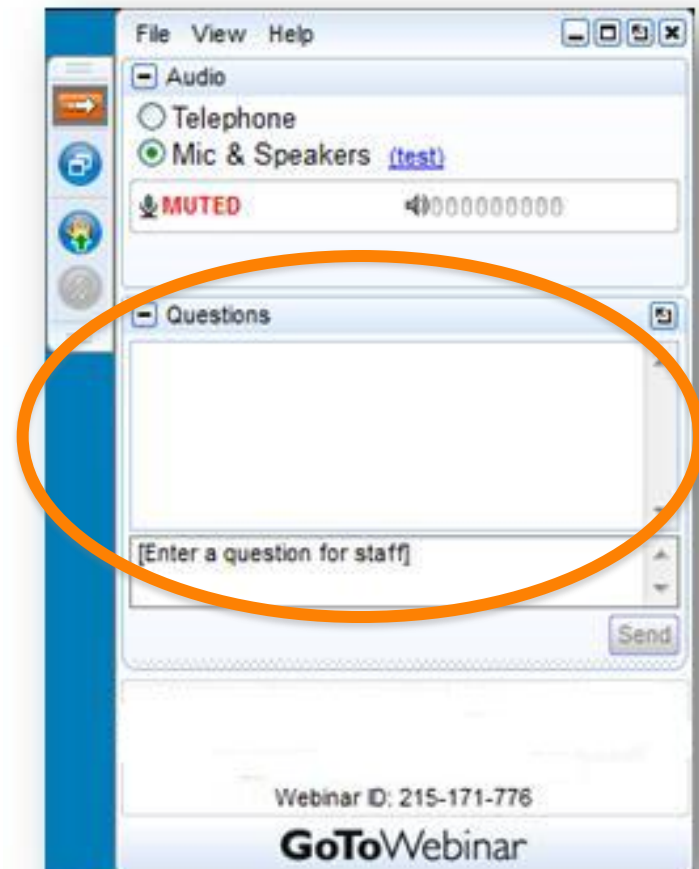 File View Help
Audio
Telephone
Mic & Speakers (test)
MUTED
Questions
[Enter a question for staff]
Send
Webinar ID: 215-171-776
GoToWebinar